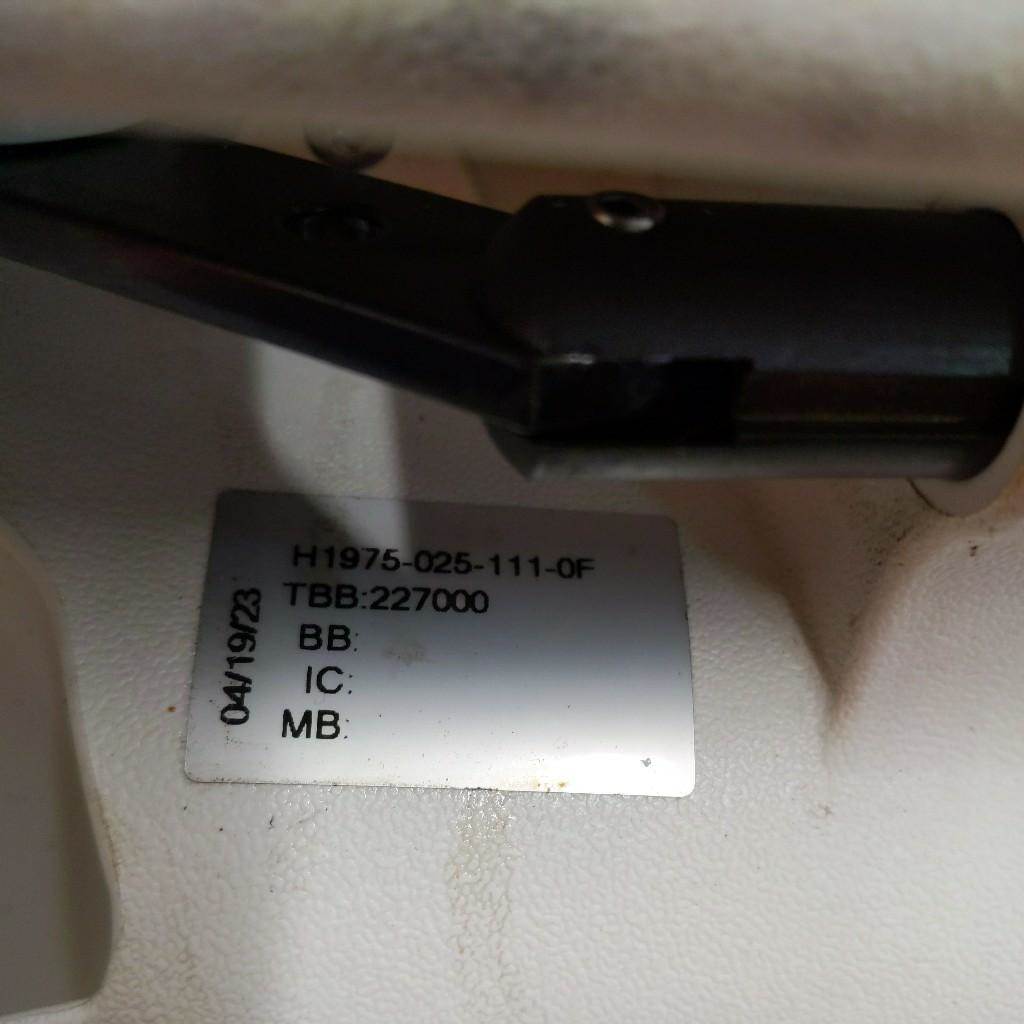 H1975-025-111-0F
TBB:227000
BB:
IC:
MB:
04/19/23